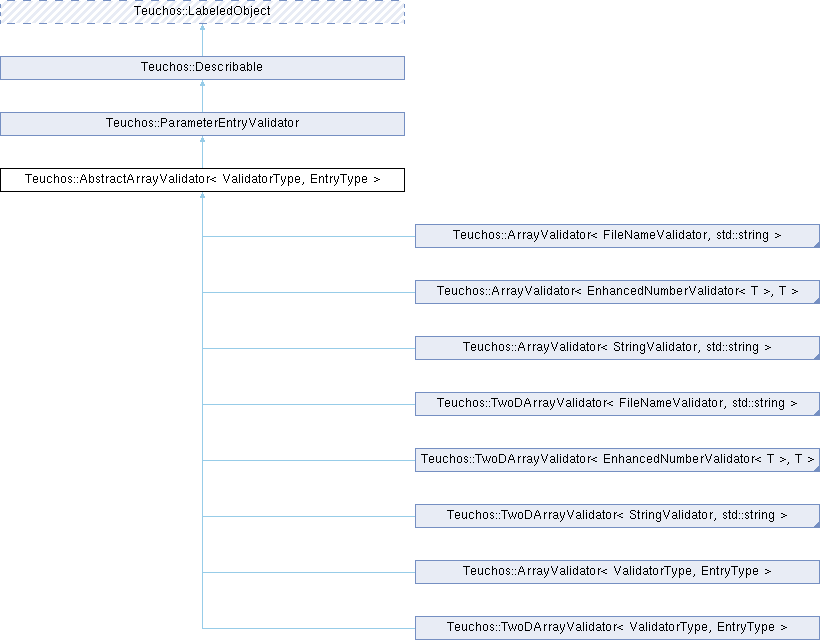 Teuchos::LabeledObject
Teuchos::Describable
Teuchos::ParameterEntryValidator
Teuchos::AbstractArrayValidator< ValidatorType, EntryType >
Teuchos::ArrayValidator< FileNameValidator, std::string >
Teuchos::ArrayValidator< EnhancedNumberValidator< T >, T >
Teuchos::ArrayValidator< StringValidator, std::string >
Teuchos::TwoDArrayValidator< FileNameValidator, std::string >
Teuchos::TwoDArrayValidator< EnhancedNumberValidator< T >, T >
Teuchos::TwoDArrayValidator< StringValidator, std::string >
Teuchos::ArrayValidator< ValidatorType, EntryType >
Teuchos::TwoDArrayValidator< ValidatorType, EntryType >